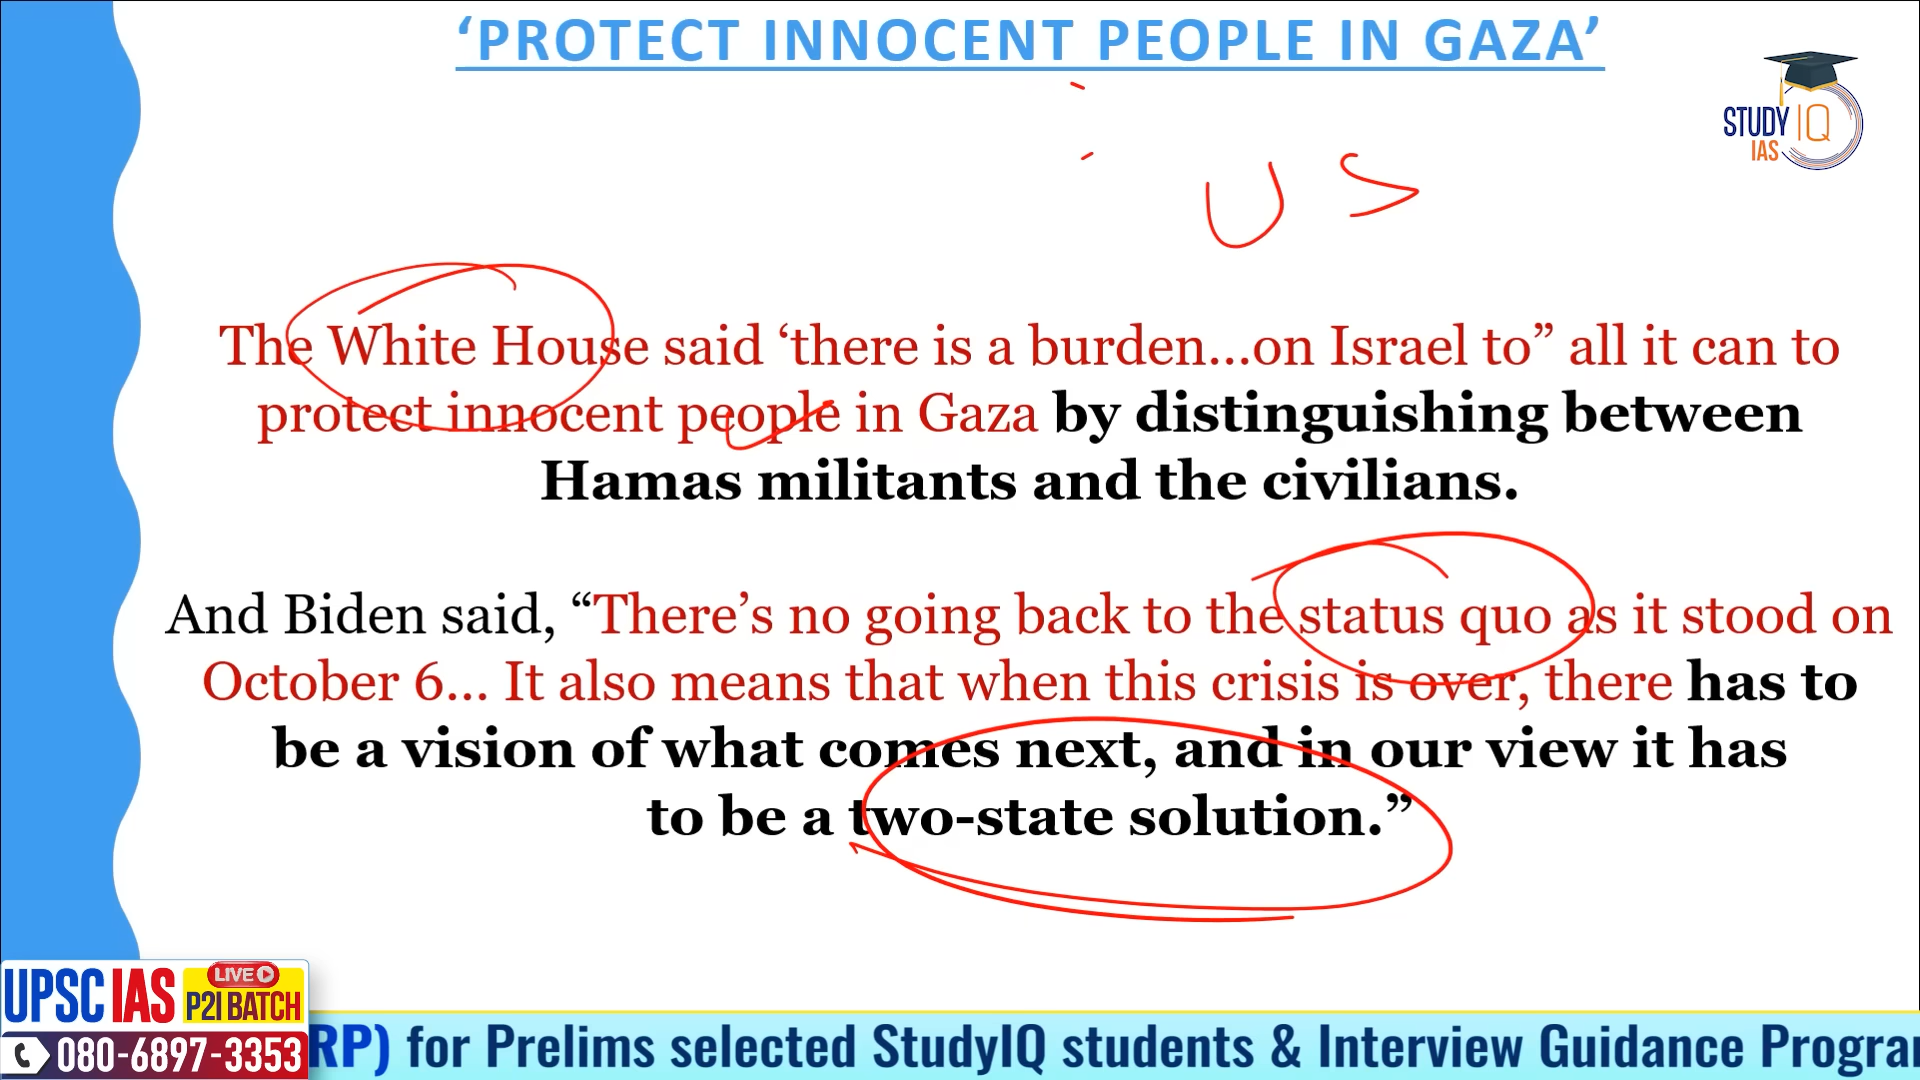 ‘PROTECT INNOCENT PEOPLE IN GAZA’
STUDY IQ
IAS
US
The White House said ‘there is a burden...on Israel to” all it can to
protect innocent people in Gaza by distinguishing between
Hamas militants and the civilians.
And Biden said, “There’s no going back to the status quo as it stood on
October 6... It also means that when this crisis is over, there has to
be a vision of what comes next, and in our view it has
to be a two-state solution.”
UPSC IAS LIVE P2I BATCH
080-6897-3353
RP) for Prelims selected StudyIQ students & Interview Guidance Progra